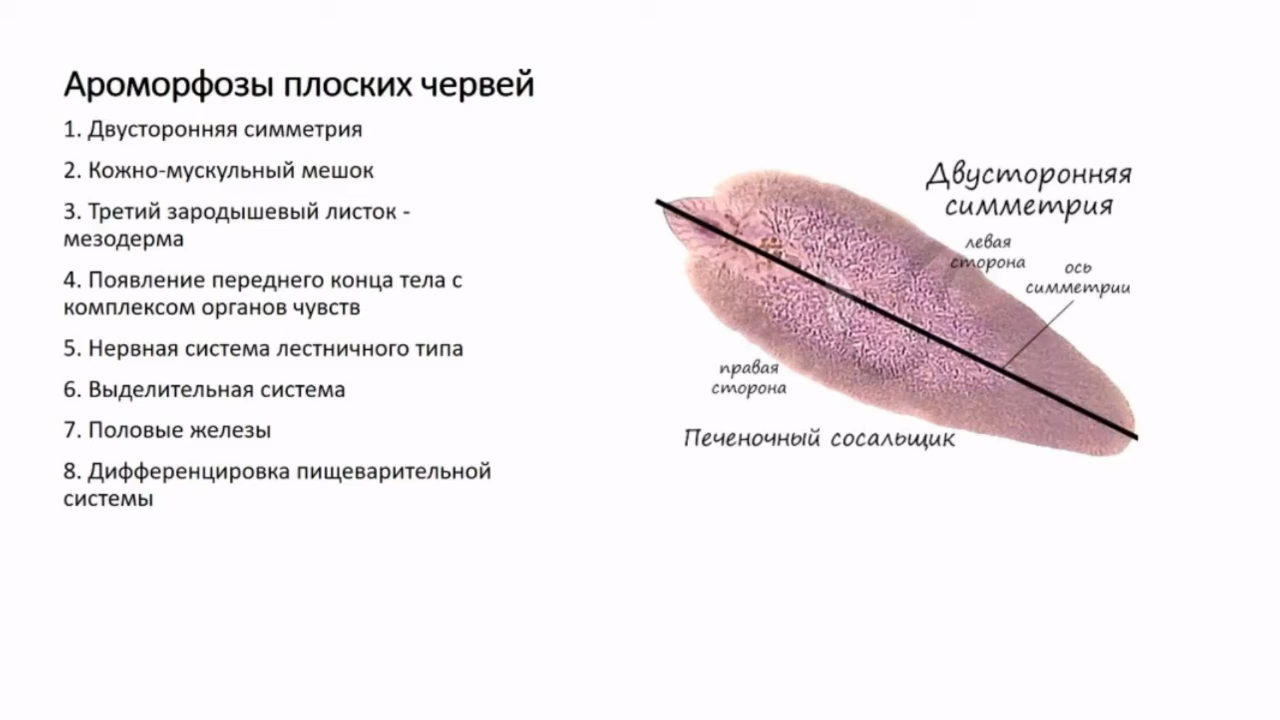 Ароморфозы плоских червей
1. Двусторонняя симметрия
2. Кожно-мускульный мешок
3. Третий зародышевый листок -
мезодерма
4. Появление переднего конца тела с
комплексом органов чувств
5. Нервная система лестничного типа
6. Выделительная система
7. Половые железы
8. Дифференцировка пищеварительной
системы
Двусторонняя
симметрия
левая
сторона
ось
симметрии
правая
сторона
Печеночный сосальщик